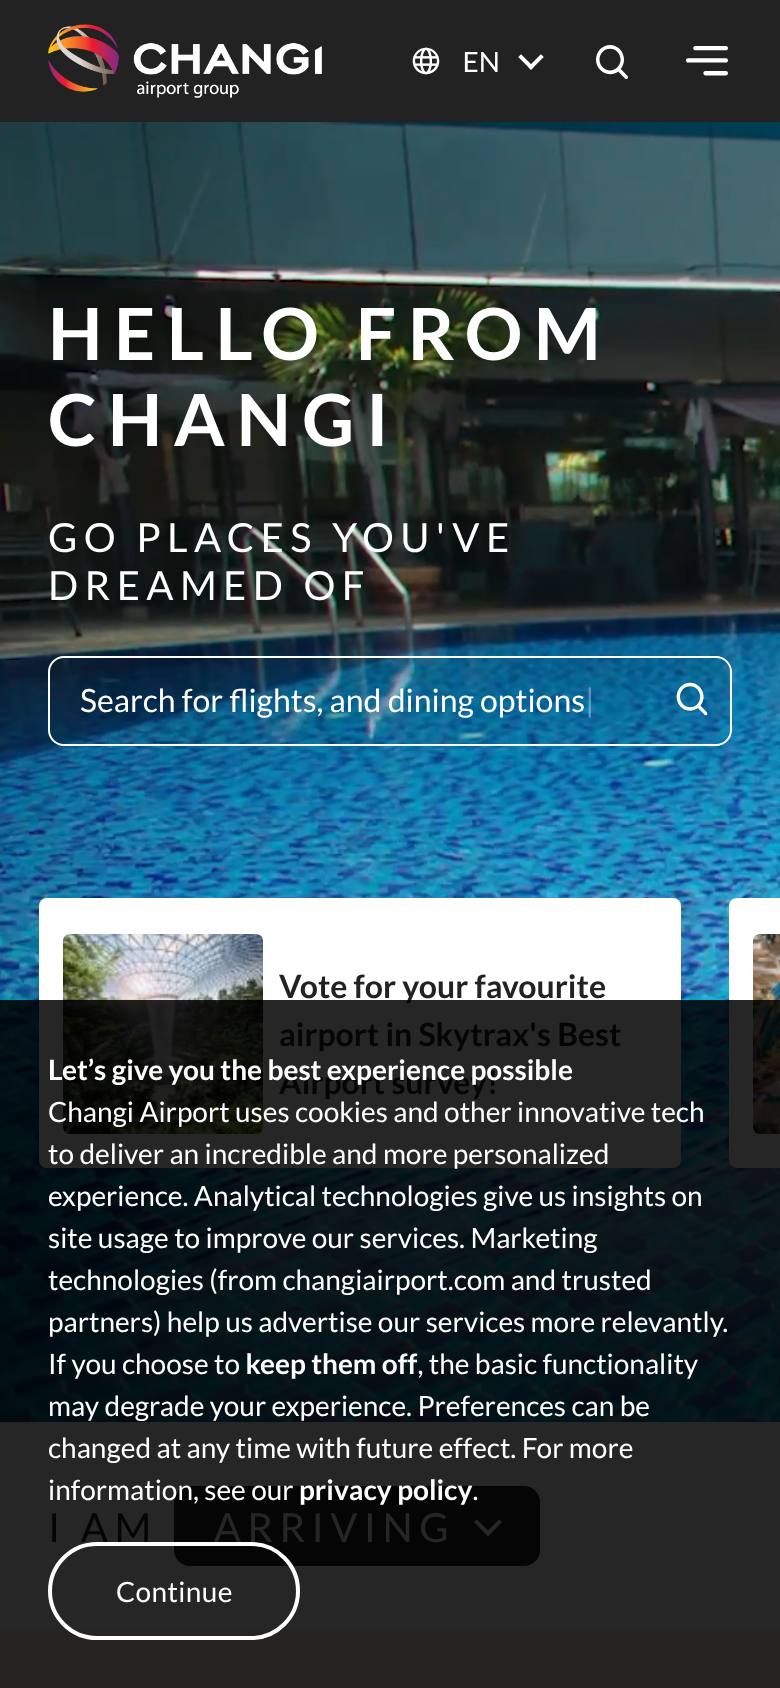 CHANGI
airport group
EN
HELLO FROM
CHANGI
GO PLACES YOU'VE
DREAMED OF
Search for flights, and dining options
Vote for your favourite
airport in Skytrax's Best
Airport survey!
Let’s give you the best experience possible
Changi Airport uses cookies and other innovative tech
to deliver an incredible and more personalized
experience. Analytical technologies give us insights on
site usage to improve our services. Marketing
technologies (from changiairport.com and trusted
partners) help us advertise our services more relevantly.
If you choose to keep them off, the basic functionality
may degrade your experience. Preferences can be
changed at any time with future effect. For more
information, see our privacy policy.
I AM ARRIVING
Continue